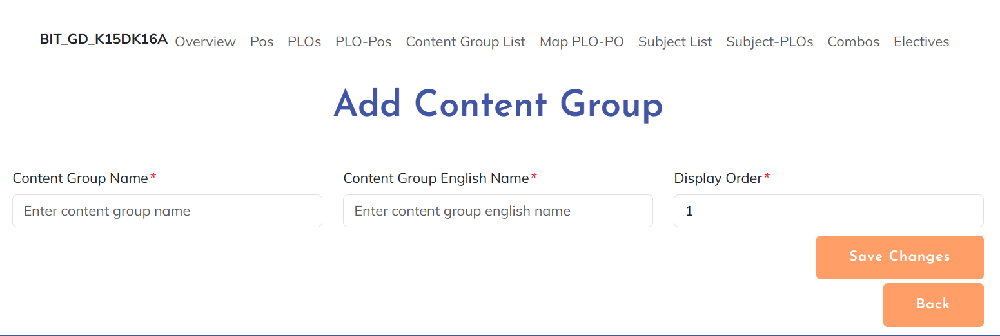 BIT_GD_K15DK16A Overview Pos PLOs PLO-Pos Content Group List Map PLO-PO Subject List Subject-PLOs Combos Electives
Add Content Group
Content Group Name* Content Group English Name* Display Order*
Enter content group name Enter content group english name 1
Save Changes
Back